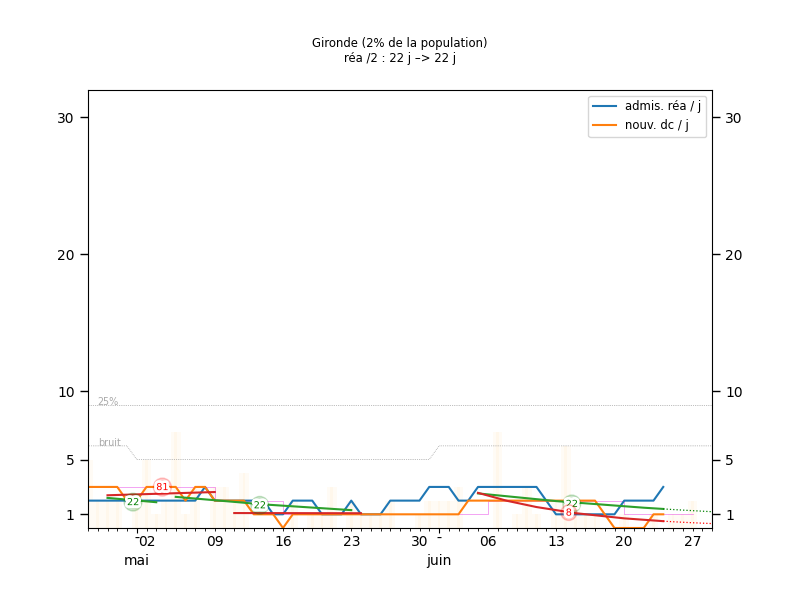 Gironde (2% de la population)
réa /2 : 22 j –> 22 j
admis. réa / j
nouv. dc / j
30 30
20 20
10 10
25%
bruit
5 5
81
22 22 22
8
1 1
02 09 16 23 30 06 13 20 27
mai juin